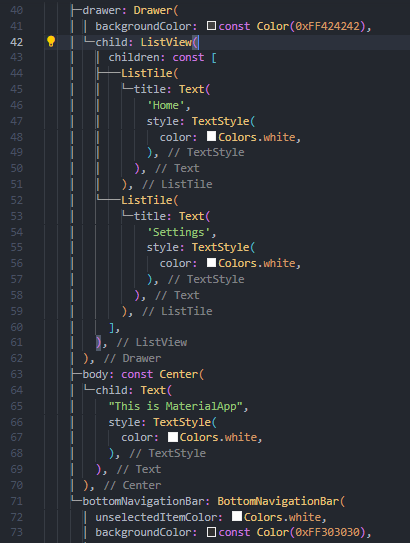 40 drawer: Drawer(
41 backgroundColor: const Color(0xFF424242),
42 child: ListView(
43 children: const [
44 ListTile(
45 title: Text(
46 'Home',
47 style: TextStyle(
48 color: Colors.white,
49 ), // TextStyle
50 ), // Text
51 ), // ListTile
52 ListTile(
53 title: Text(
54 'Settings',
55 style: TextStyle(
56 color: Colors.white,
57 ), // TextStyle
58 ), // Text
59 ), // ListTile
60 ],
61 ), // ListView
62 ), // Drawer
63 body: const Center(
64 child: Text(
65 "This is MaterialApp",
66 style: TextStyle(
67 color: Colors.white,
68 ), // TextStyle
69 ), // Text
70 ), // Center
71 bottomNavigationBar: BottomNavigationBar(
72 unselectedItemColor: Colors.white,
73 backgroundColor: const Color(0xFF303030),